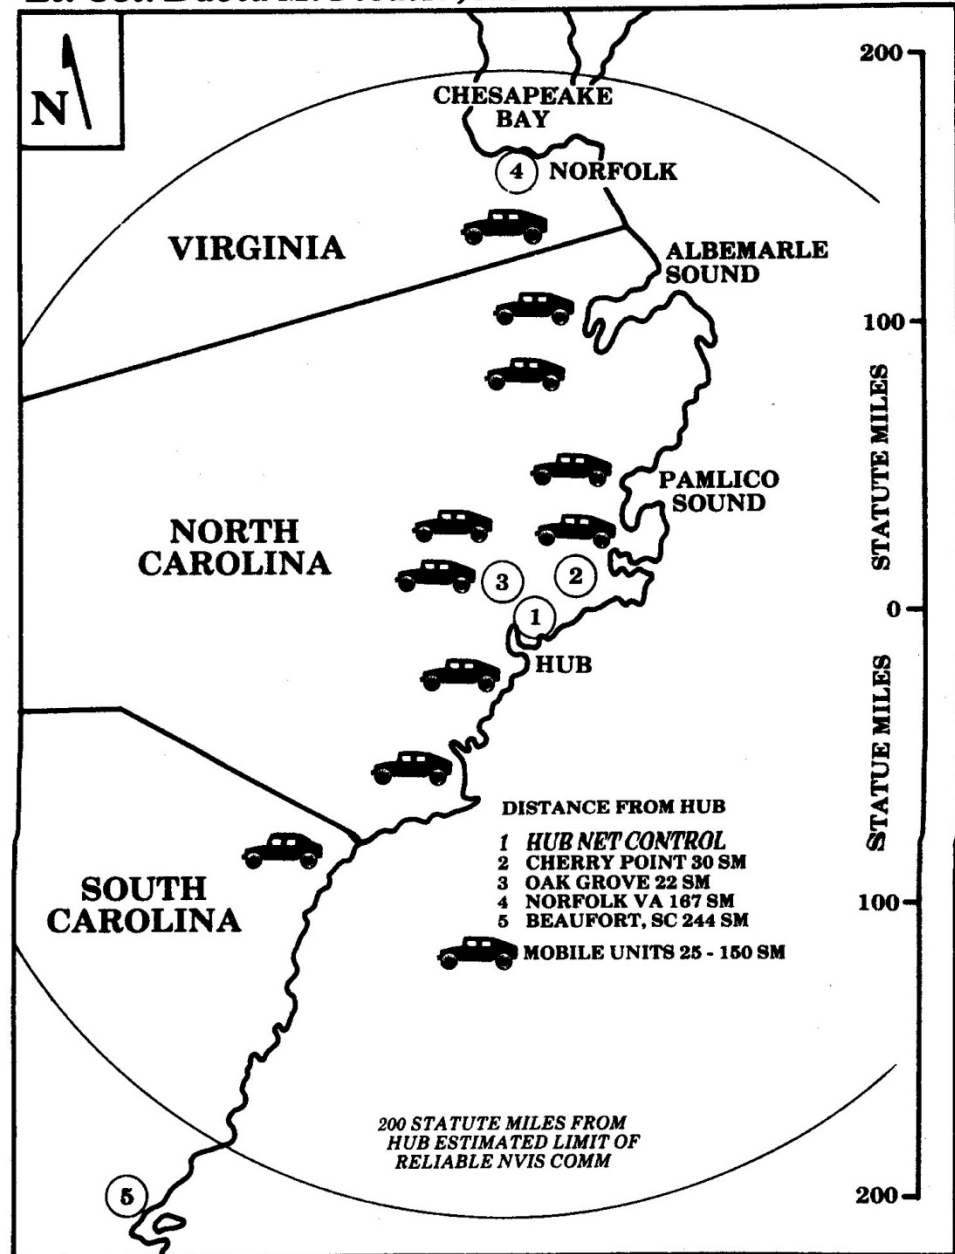 N
200
CHESAPEAKE
BAY
4 NORFOLK
VIRGINIA
ALBEMARLE
SOUND
100
STATUTE MILES
PAMLICO
SOUND
NORTH
CAROLINA
3
2
1
0
HUB
STATUE MILES
DISTANCE FROM HUB
1 HUB NET CONTROL
2 CHERRY POINT 30 SM
3 OAK GROVE 22 SM
4 NORFOLK VA 167 SM
5 BEAUFORT, SC 244 SM
MOBILE UNITS 25 - 150 SM
SOUTH
CAROLINA
100
200 STATUTE MILES FROM
HUB ESTIMATED LIMIT OF
RELIABLE NVIS COMM
5
200